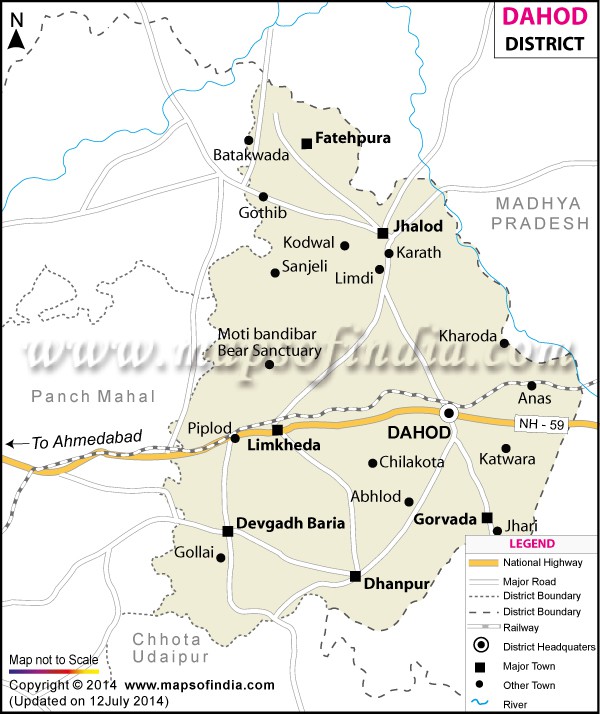 DAHOD
DISTRICT
N
Fatehpura
Batakwada
MADHYA
PRADESH
Gothib
Jhalod
Kodwal
Karath
Sanjeli
Limdi
Moti bandibar
Bear Sanctuary
Kharoda
www.mapsofindia.com
Panch Mahal
Anas
To Ahmedabad
Piplod
Limkheda
DAHOD
NH - 59
Chilakota
Katwara
Abhlod
Devgadh Baria
Gorvada
Jhari
Gollai
Dhanpur
Chhota
Udaipur
LEGEND
National Highway
Major Road
District Boundary
District Boundary
Railway
District Headquaters
Major Town
Other Town
River
Map not to Scale
Copyright © 2014 www.mapsofindia.com
(Updated on 12July 2014)